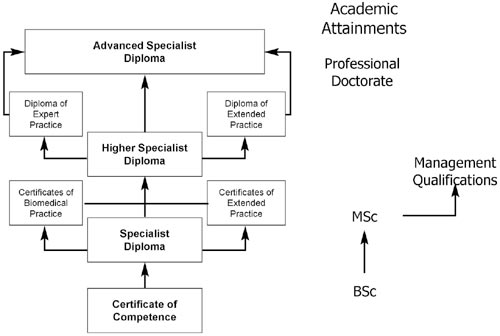 Academic
Attainments
Advanced Specialist
Diploma
Professional
Doctorate
Diploma of
Expert
Practice
Diploma of
Extended
Practice
Higher Specialist
Diploma
Management
Qualifications
Certificates of
Biomedical
Practice
Certificates of
Extended
Practice
MSc
Specialist
Diploma
BSc
Certificate of
Competence